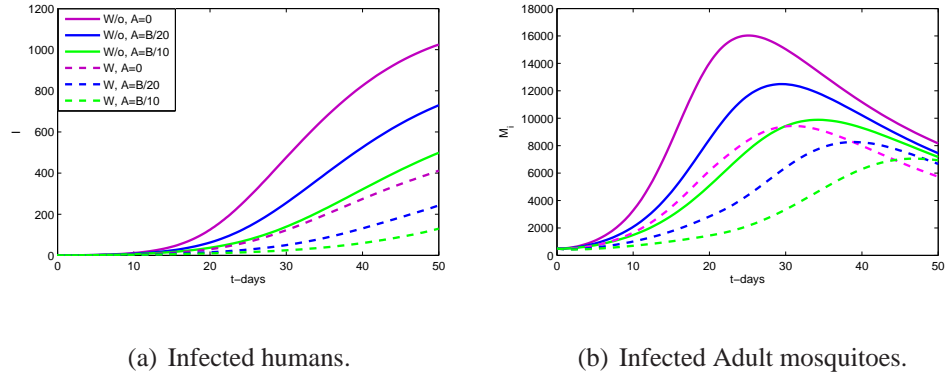 1200
1000
800
600
400
200
0
I
W/o, A=0
W/o, A=B/20
W/o, A=B/10
W, A=0
W, A=B/20
W, A=B/10
0 10 20 30 40 50
t−days
18000
16000
14000
12000
10000
8000
6000
4000
2000
0
M_i
0 10 20 30 40 50
t−days
(a) Infected humans.
(b) Infected Adult mosquitoes.